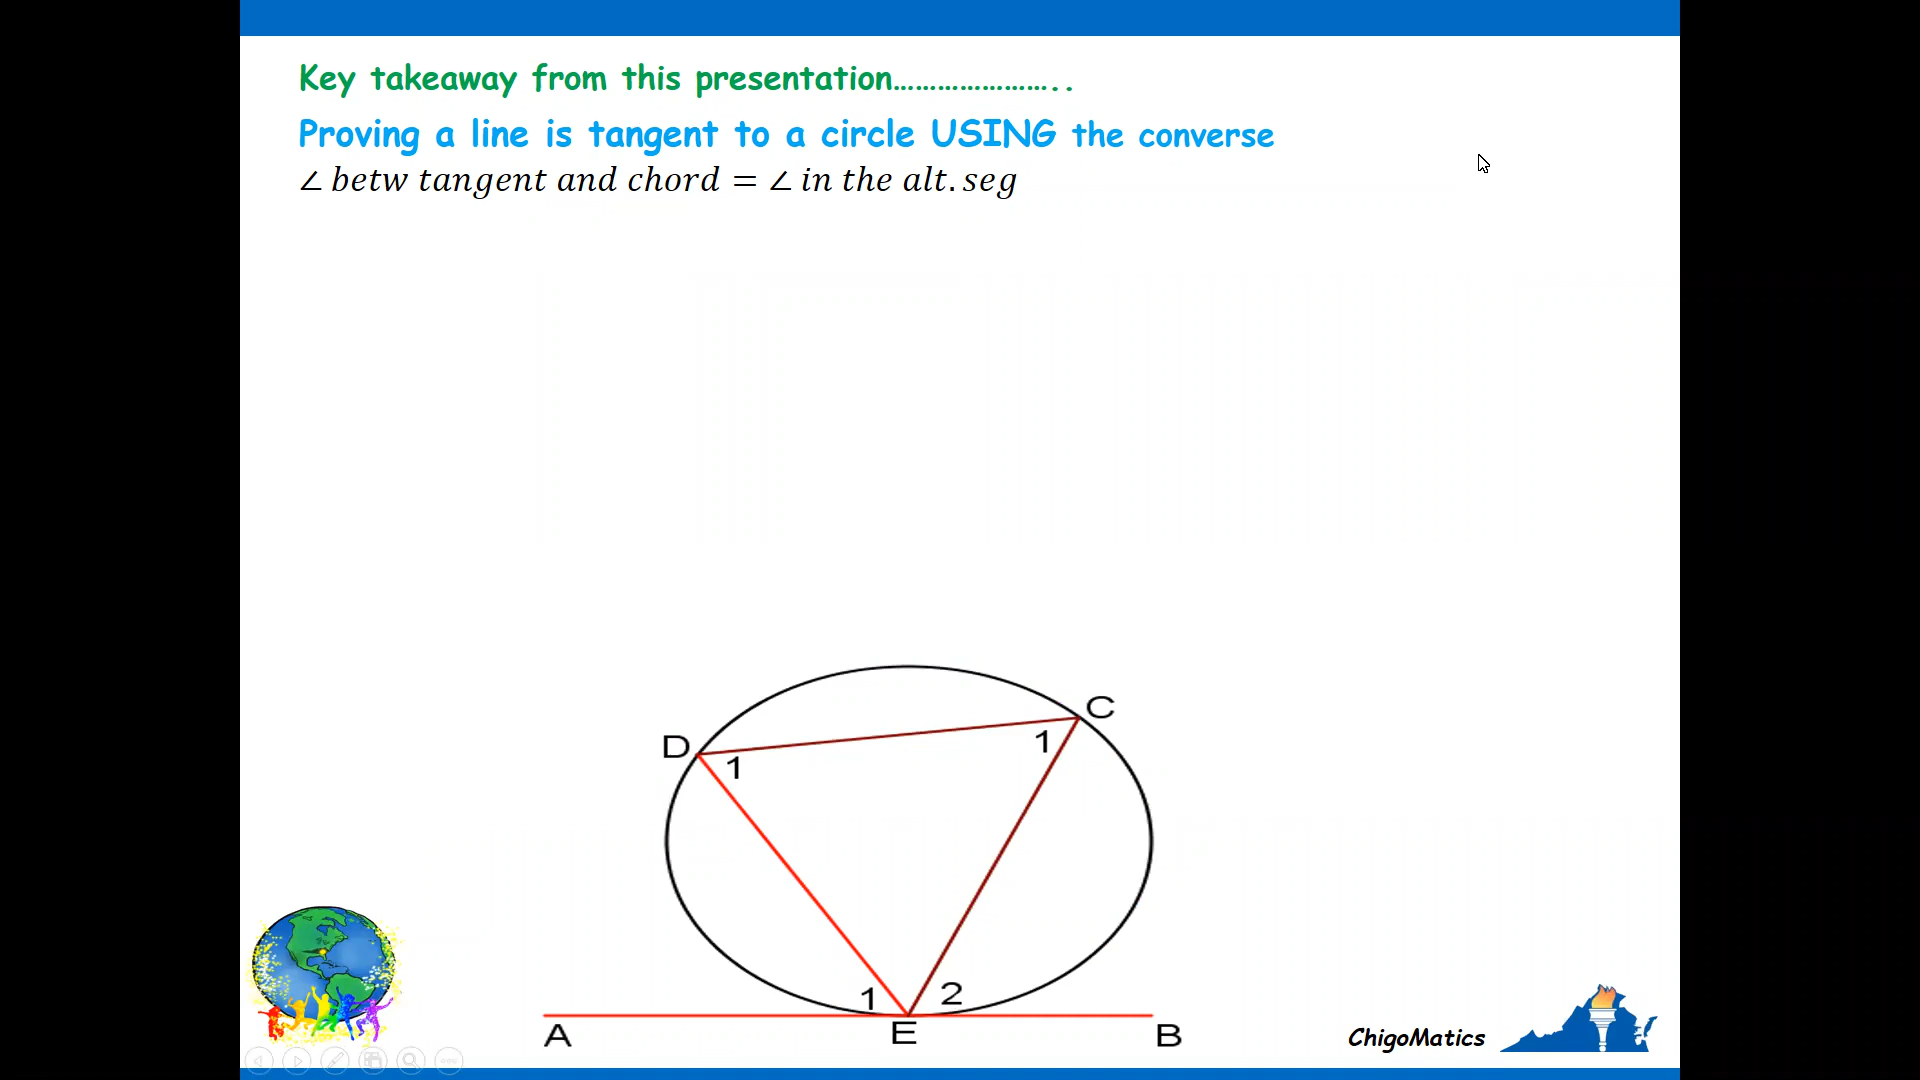 Key takeaway from this presentation…………………..
Proving a line is tangent to a circle USING the converse
∠ betw tangent and chord = ∠ in the alt. seg
C
D
1
1
1
2
A
E
B
ChigoMatics